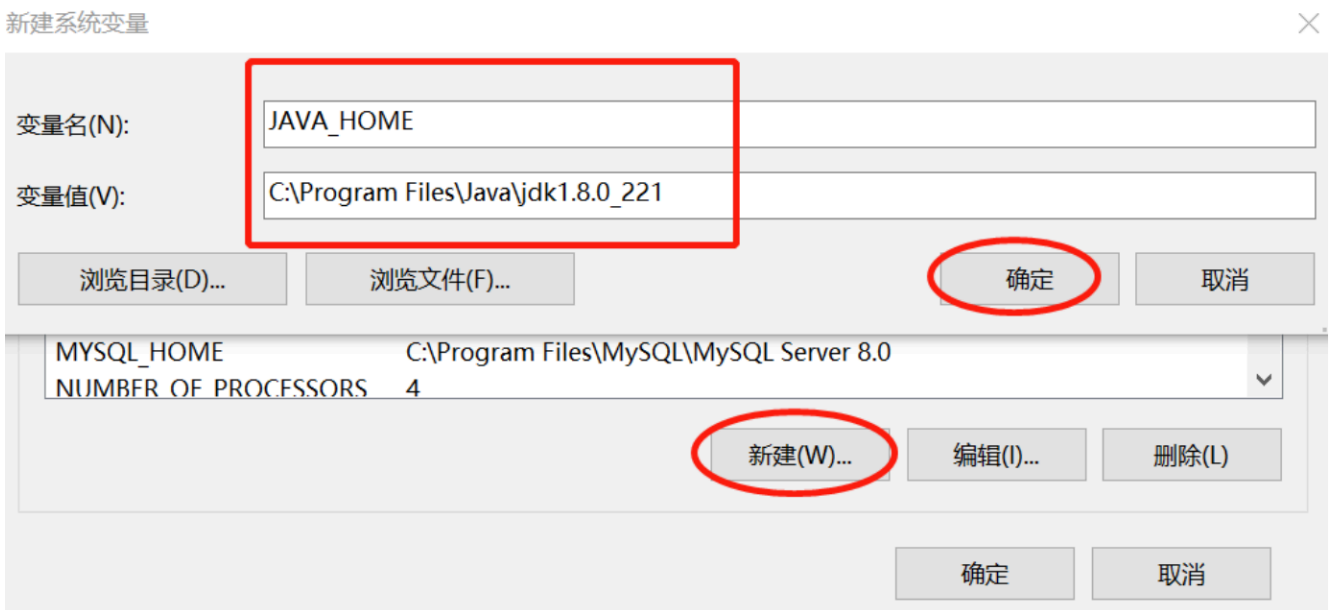 新建系统变量
变量名(N):
JAVA_HOME
变量值(V):
C:\Program Files\Java\jdk1.8.0_221
浏览目录(D)... 浏览文件(F)... 确定 取消
MYSQL_HOME C:\Program Files\MySQL\MySQL Server 8.0
NUMBER_OF_PROCESSORS 4
新建(W)... 编辑(I)... 删除(L)
确定 取消